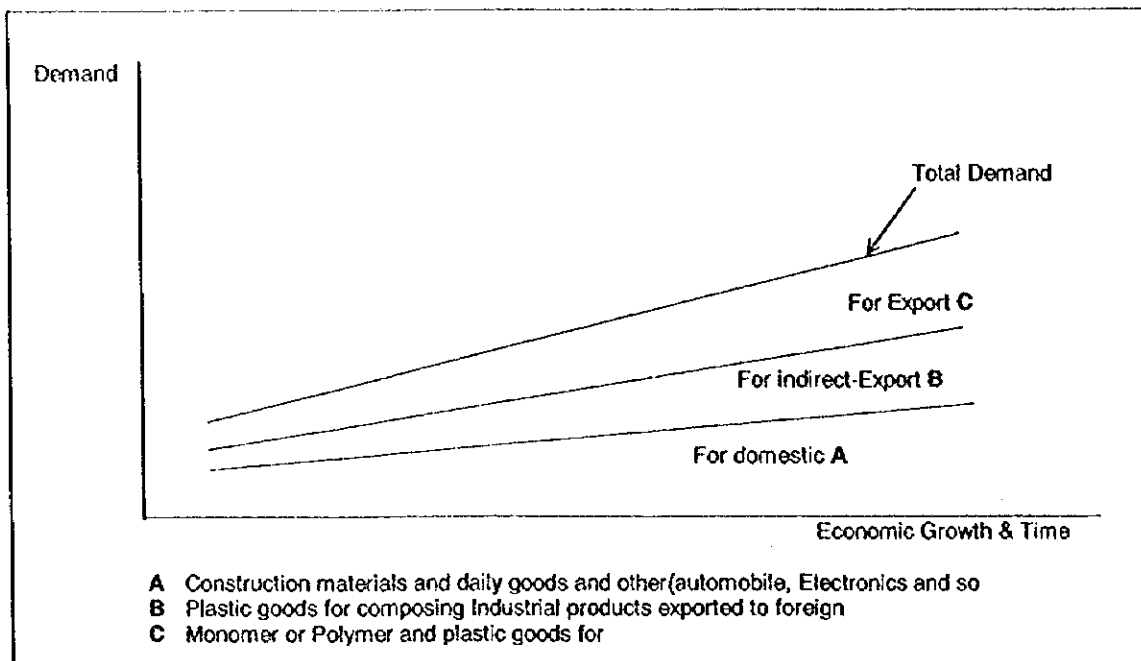 Demand
Total Demand
For Export C
For indirect-Export B
For domestic A
Economic Growth & Time
A Construction materials and daily goods and other(automobile, Electronics and so
B Plastic goods for composing Industrial products exported to foreign
C Monomer or Polymer and plastic goods for